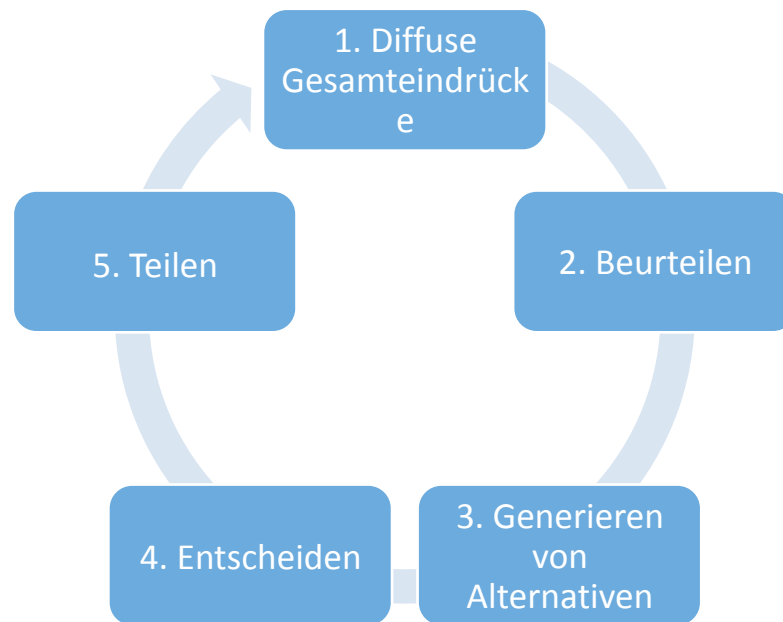 1. Diffuse
Gesamteindrück
e
2. Beurteilen
3. Generieren
von
Alternativen
4. Entscheiden
5. Teilen